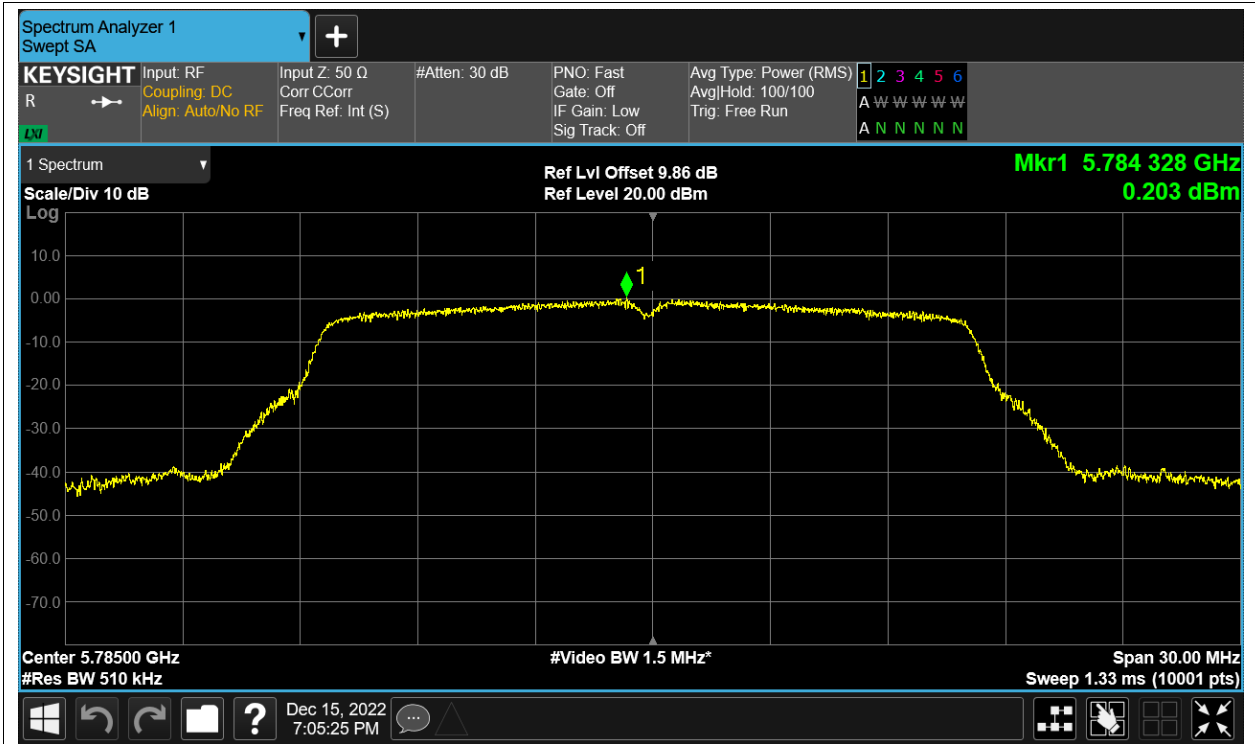 Spectrum Analyzer 1
Swept SA
KEYSIGHT
R
LXI
Input: RF
Coupling: DC
Align: Auto/No RF
Input Z: 50 Ω
Corr CCorr
Freq Ref: Int (S)
#Atten: 30 dB
PNO: Fast
Gate: Off
IF Gain: Low
Sig Track: Off
Avg Type: Power (RMS)
Avg|Hold: 100/100
Trig: Free Run
1 2 3 4 5 6
A W W W W W
A N N N N N
1 Spectrum
Scale/Div 10 dB
Log
Ref Lvl Offset 9.86 dB
Ref Level 20.00 dBm
Mkr1 5.784 328 GHz
0.203 dBm
1
10.0
0.00
-10.0
-20.0
-30.0
-40.0
-50.0
-60.0
-70.0
Center 5.78500 GHz
#Res BW 510 kHz
#Video BW 1.5 MHz*
Span 30.00 MHz
Sweep 1.33 ms (10001 pts)
?
Dec 15, 2022
7:05:25 PM